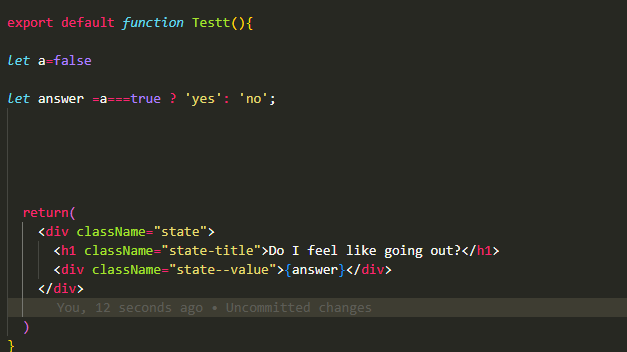 export default function Testt(){
let a=false
let answer =a===true ? 'yes': 'no';
return(
<div className="state">
<h1 className="state-title">Do I feel like going out?</h1>
<div className="state--value">{answer}</div>
</div>
You, 12 seconds ago • Uncommitted changes
)
}